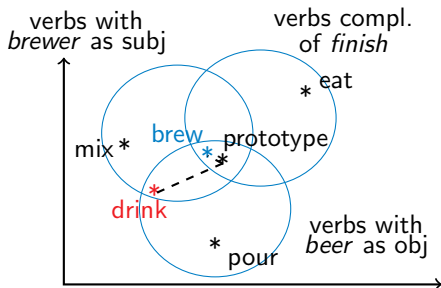 verbs with
brewer as subj
verbs compl.
of finish
* eat
brew
*
* prototype
mix *
*
drink
verbs with
beer as obj
*
pour